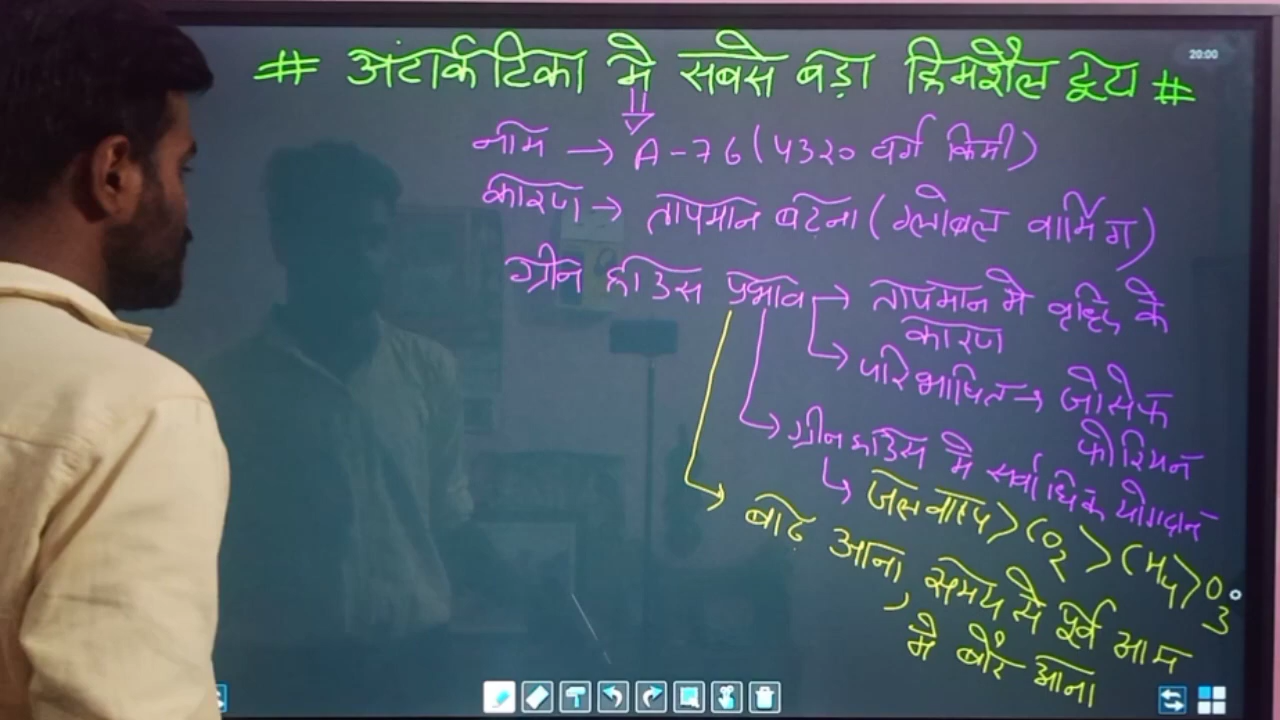 # अंटार्कटिका मे सबसे बड़ा हिमशैल टूटा #
20:00
नाम → A-76 (4320 वर्ग किमी)
कारण → तापमान बढ़ना (ग्लोबल वार्मिंग)
ग्रीन हाउस प्रभाव → तापमान मे वृद्धि के
कारण
→ परिभाषित → जोसेफ
फोरियन
→ ग्रीन हाउस मे सर्वाधिक योगदान
↳ जलवाष्प > CO2 > CH4 > O3
→ बाढ़ आना, समय से पूर्व आम
मे बौर आना